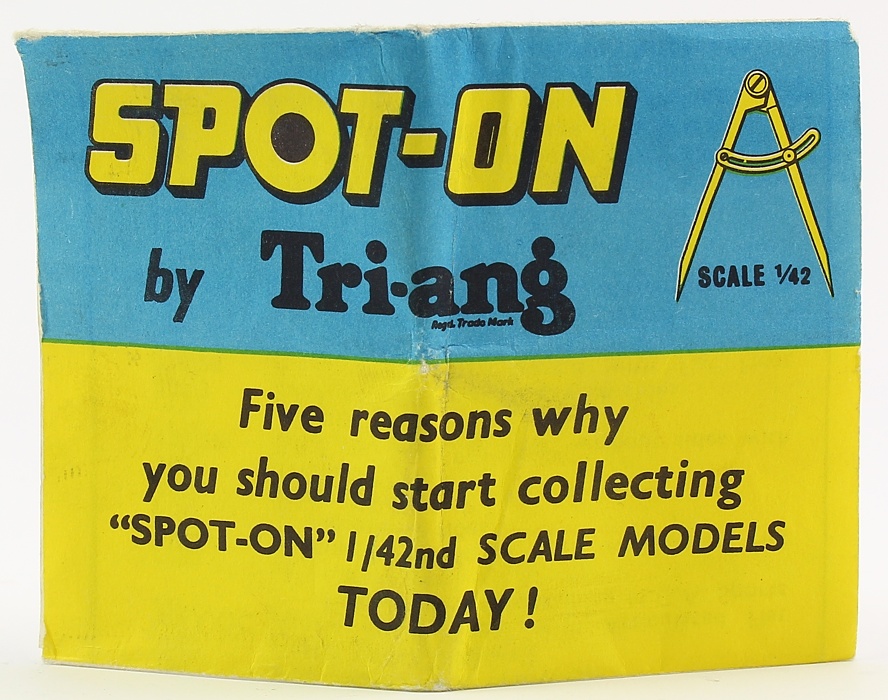 SPOT-ON
by Tri-ang
Regd. Trade Mark
SCALE 1/42
Five reasons why
you should start collecting
“SPOT-ON” 1/42nd SCALE MODELS
TODAY!